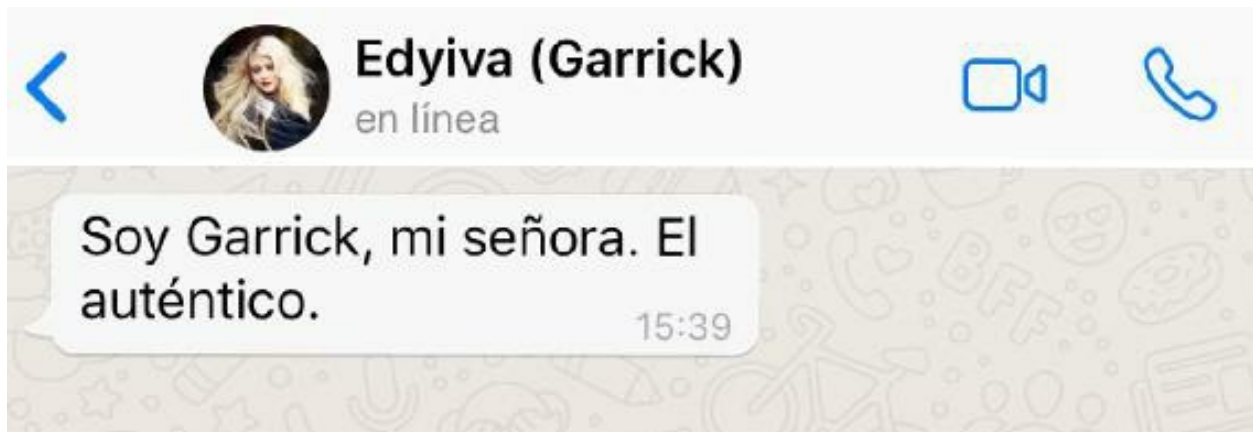 Edyiva (Garrick)
en línea
Soy Garrick, mi señora. El
auténtico.
15:39